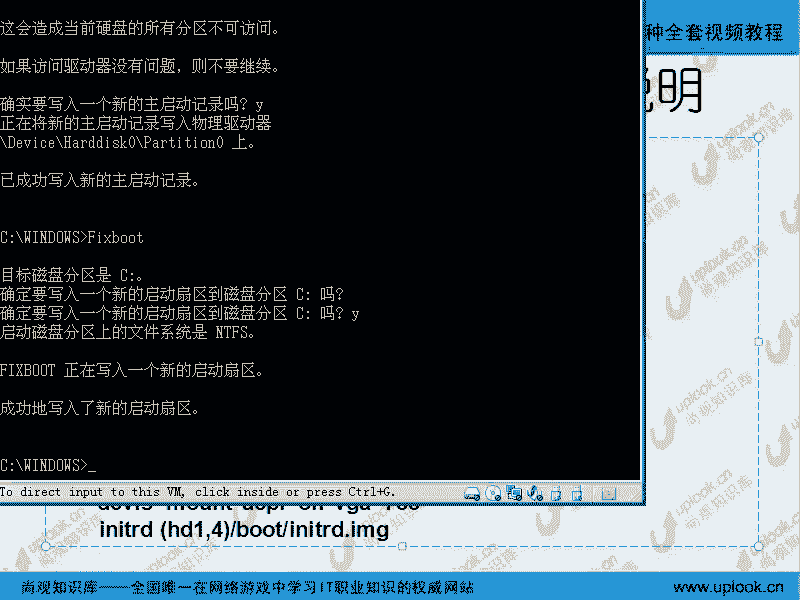 这会造成当前硬盘的所有分区不可访问。
如果访问驱动器没有问题，则不要继续。
确实要写入一个新的主启动记录吗? y
正在将新的主启动记录写入物理驱动器
\Device\Harddisk0\Partition0 上。
已成功写入新的主启动记录。
C:\WINDOWS>Fixboot
目标磁盘分区是 C:。
确定要写入一个新的启动扇区到磁盘分区 C: 吗?
确定要写入一个新的启动扇区到磁盘分区 C: 吗? y
启动磁盘分区上的文件系统是 NTFS。
FIXBOOT 正在写入一个新的启动扇区。
成功地写入了新的启动扇区。
C:\WINDOWS>_
To direct input to this VM, click inside or press Ctrl+G.
种全套视频教程
明
initrd (hd1,4)/boot/initrd.img
尚观知识库——全国唯一在网络游戏中学习IT职业知识的权威网站
www.uplook.cn
uplook.cn
尚观知识库